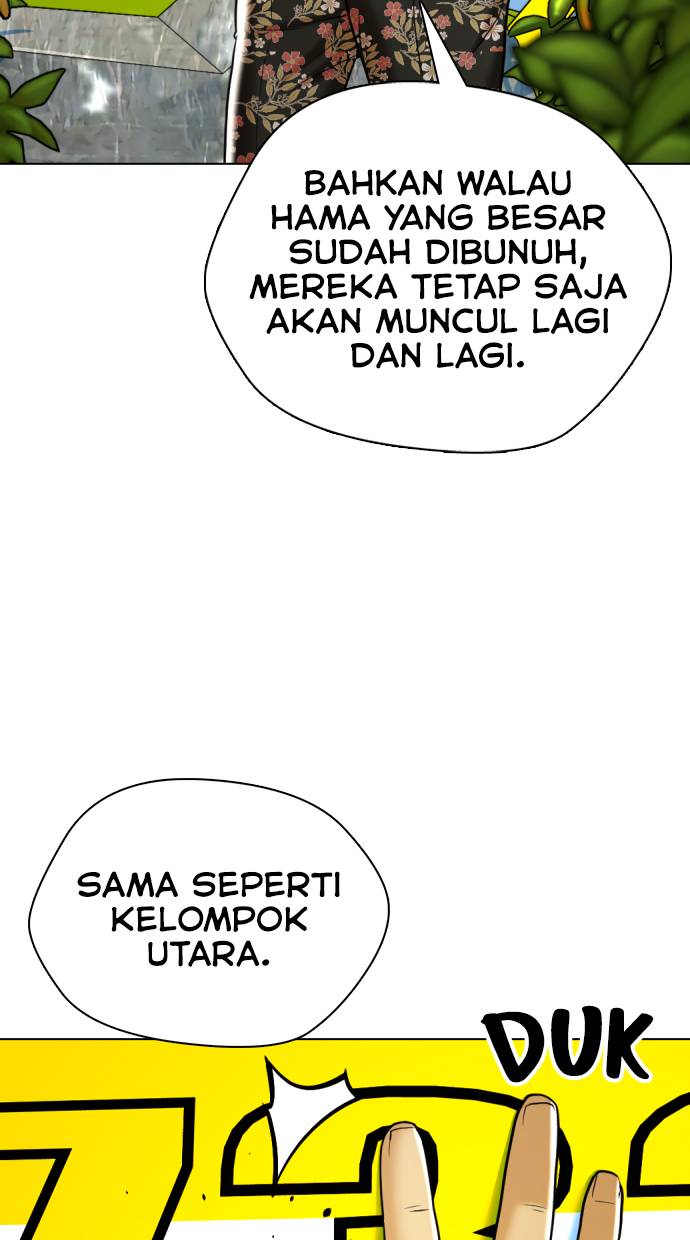 BAHKAN WALAU
HAMA YANG BESAR
SUDAH DIBUNUH,
MEREKA TETAP SAJA
AKAN MUNCUL LAGI
DAN LAGI.
SAMA SEPERTI
KELOMPOK
UTARA.
DUK